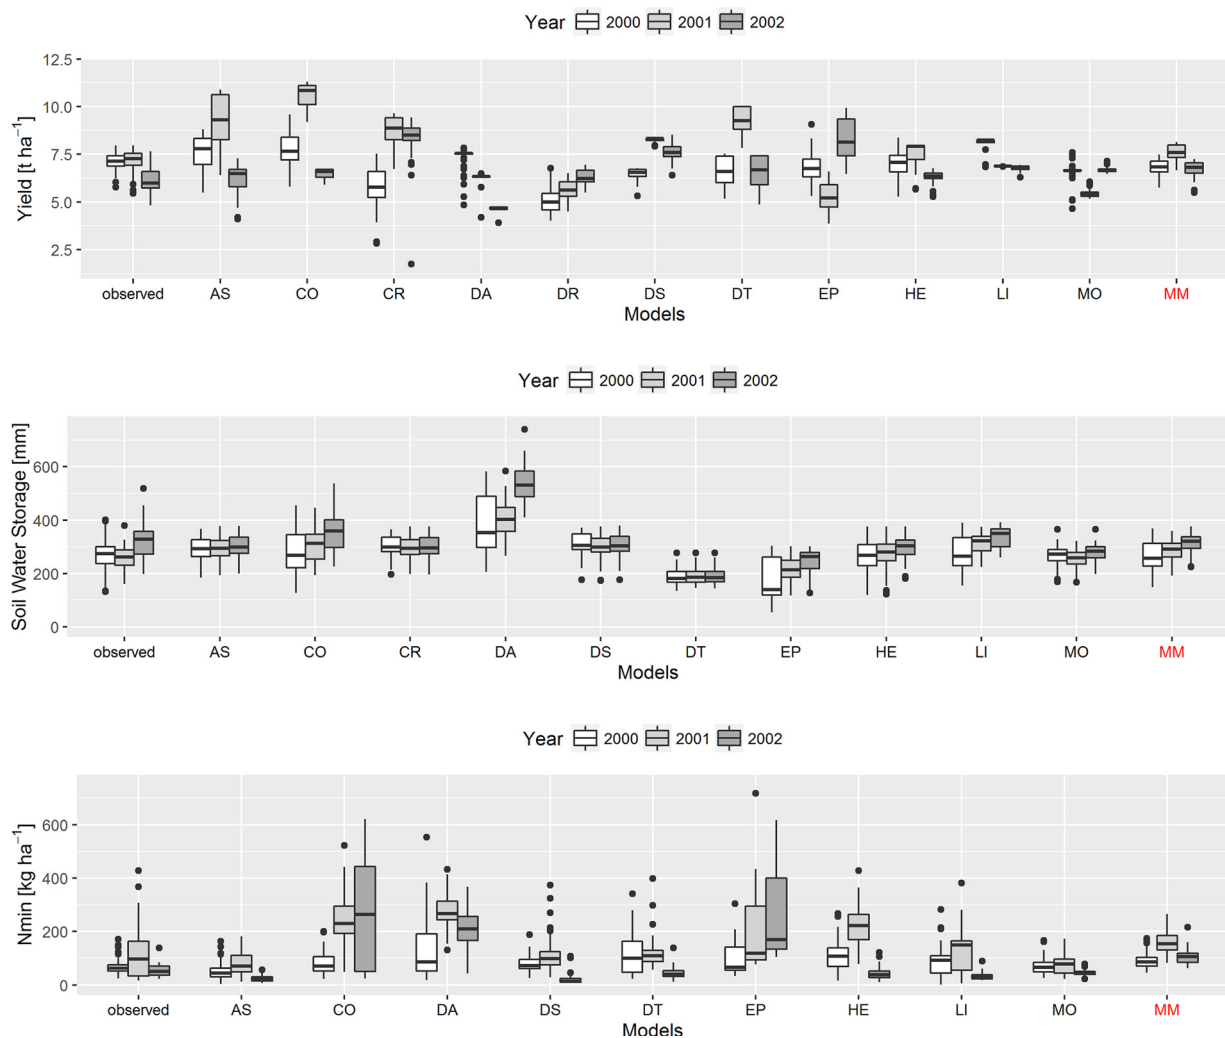 Year 2000 2001 2002
Yield [t ha⁻¹]
12.5
10.0
7.5
5.0
2.5
observed AS CO CR DA DR DS DT EP HE LI MO MM
Models
Year 2000 2001 2002
Soil Water Storage [mm]
600
400
200
0
observed AS CO CR DA DS DT EP HE LI MO MM
Models
Year 2000 2001 2002
Nmin [kg ha⁻¹]
600
400
200
0
observed AS CO DA DS DT EP HE LI MO MM
Models